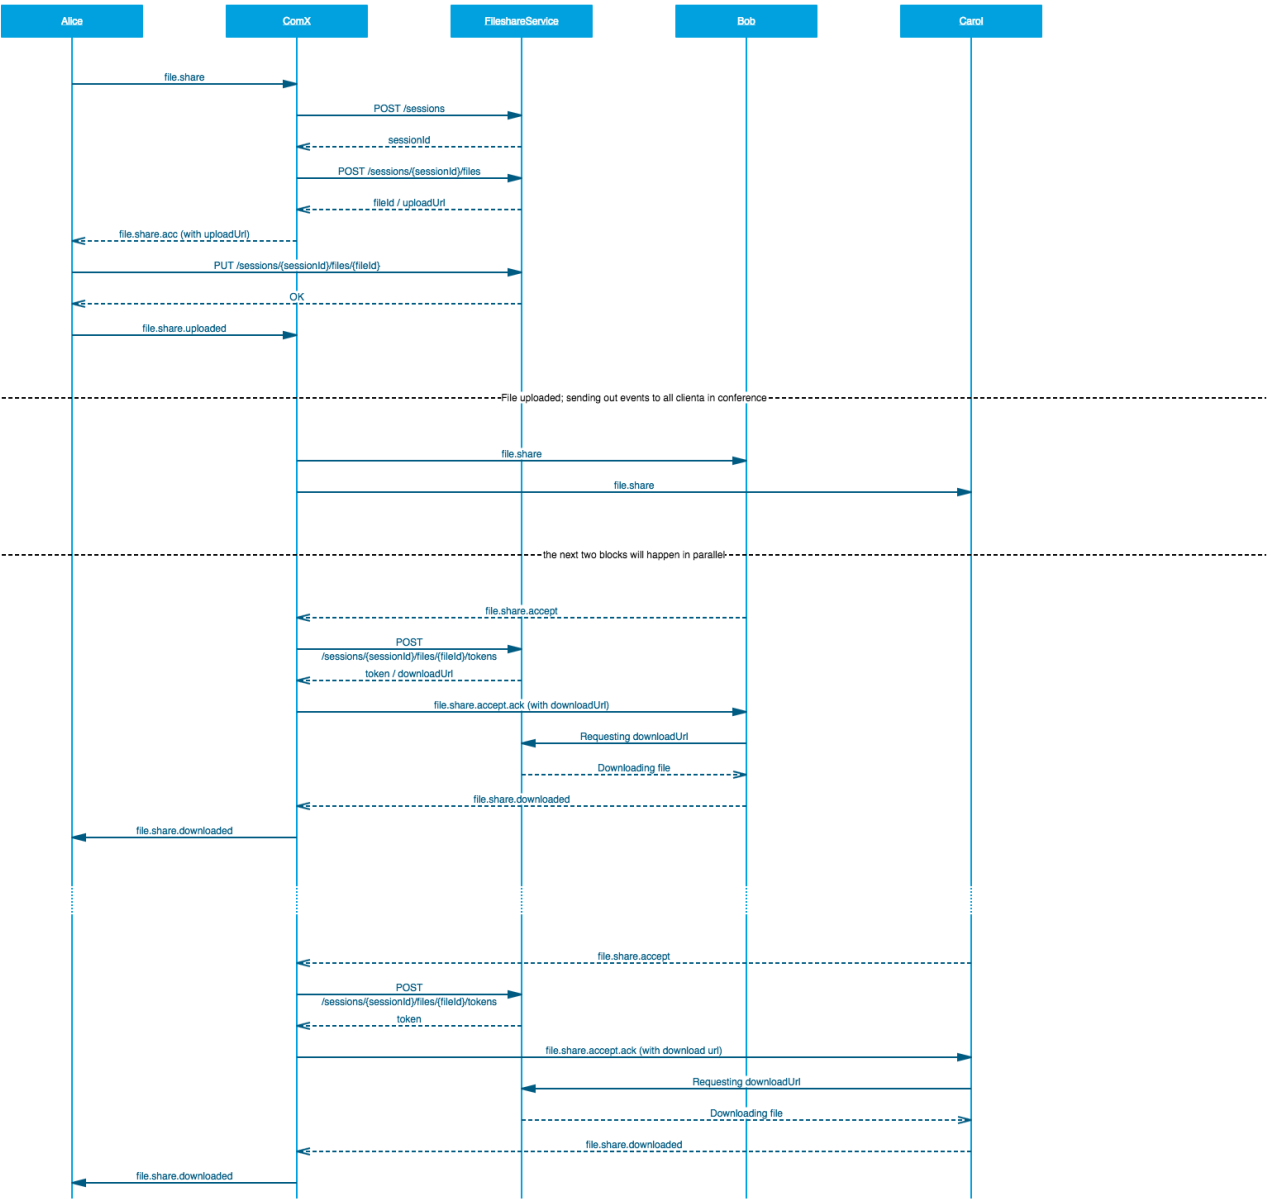 Alice
ComX
FileshareService
Bob
Carol
file.share
POST /sessions
sessionId
POST /sessions/{sessionId}/files
fileId / uploadUrl
file.share.acc (with uploadUrl)
PUT /sessions/{sessionId}/files/{fileId}
OK
file.share.uploaded
File uploaded; sending out events to all clienta in conference
file.share
file.share
the next two blocks will happen in parallel
file.share.accept
POST
/sessions/{sessionId}/files/{fileId}/tokens
token / downloadUrl
file.share.accept.ack (with downloadUrl)
Requesting downloadUrl
Downloading file
file.share.downloaded
file.share.downloaded
file.share.accept
POST
/sessions/{sessionId}/files/{fileId}/tokens
token
file.share.accept.ack (with download url)
Requesting downloadUrl
Downloading file
file.share.downloaded
file.share.downloaded